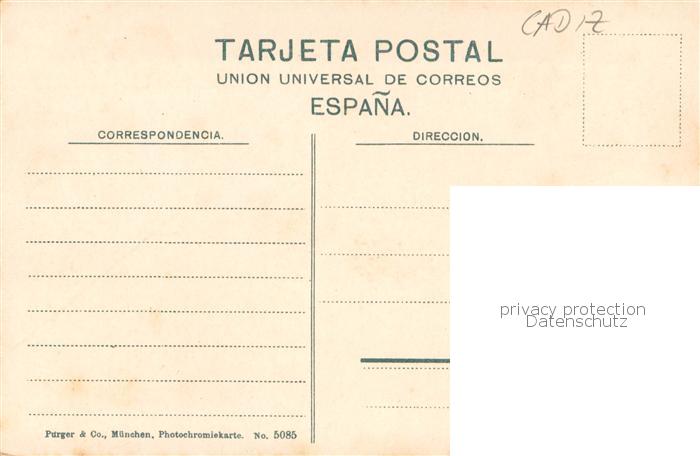 CADIZ
TARJETA POSTAL
UNION UNIVERSAL DE CORREOS
ESPAÑA.
CORRESPONDENCIA.
DIRECCION.
privacy protection
Datenschutz
Purger & Co., München, Photochromiekarte. No. 5085